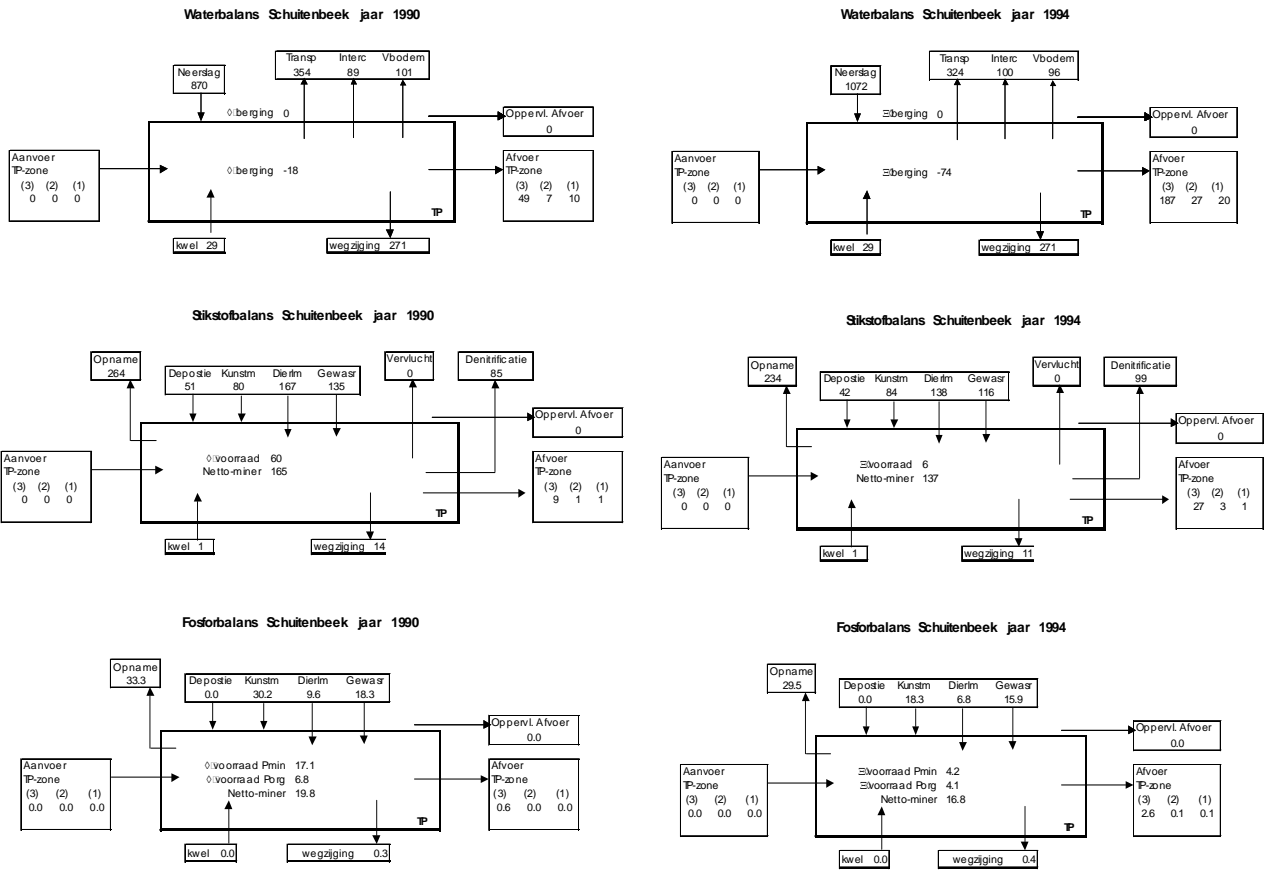 Waterbalans Schuitenbeek jaar 1990
Transp Interc Vbodem
354 89 101
Neerslag
870
berging 0
Oppervl. Afvoer
0
Aanvoer
TP-zone
(3) (2) (1)
0 0 0
berging -18
Afvoer
TP-zone
(3) (2) (1)
49 7 10
TP
kwel 29
wegzijging 271
Waterbalans Schuitenbeek jaar 1994
Transp Interc Vbodem
324 100 96
Neerslag
1072
berging 0
Oppervl. Afvoer
0
Aanvoer
TP-zone
(3) (2) (1)
0 0 0
berging -74
Afvoer
TP-zone
(3) (2) (1)
187 27 20
TP
kwel 29
wegzijging 271
Stikstofbalans Schuitenbeek jaar 1990
Opname
264
Depostie Kunstm Dierlm Gewasr
51 80 167 135
Vervlucht
0
Denitrificatie
85
Oppervl. Afvoer
0
Aanvoer
TP-zone
(3) (2) (1)
0 0 0
voorraad 60
Netto-miner 165
Afvoer
TP-zone
(3) (2) (1)
9 1 1
TP
kwel 1
wegzijging 14
Stikstofbalans Schuitenbeek jaar 1994
Opname
234
Depostie Kunstm Dierlm Gewasr
42 84 138 116
Vervlucht
0
Denitrificatie
99
Oppervl. Afvoer
0
Aanvoer
TP-zone
(3) (2) (1)
0 0 0
voorraad 6
Netto-miner 137
Afvoer
TP-zone
(3) (2) (1)
27 3 1
TP
kwel 1
wegzijging 11
Fosforbalans Schuitenbeek jaar 1990
Opname
33.3
Depostie Kunstm Dierlm Gewasr
0.0 30.2 9.6 18.3
Oppervl. Afvoer
0.0
Aanvoer
TP-zone
(3) (2) (1)
0.0 0.0 0.0
voorraad Pmin 17.1
voorraad Porg 6.8
Netto-miner 19.8
Afvoer
TP-zone
(3) (2) (1)
0.6 0.0 0.0
TP
kwel 0.0
wegzijging 0.3
Fosforbalans Schuitenbeek jaar 1994
Opname
29.5
Depostie Kunstm Dierlm Gewasr
0.0 18.3 6.8 15.9
Oppervl. Afvoer
0.0
Aanvoer
TP-zone
(3) (2) (1)
0.0 0.0 0.0
voorraad Pmin 4.2
voorraad Porg 4.1
Netto-miner 16.8
Afvoer
TP-zone
(3) (2) (1)
2.6 0.1 0.1
TP
kwel 0.0
wegzijging 0.4